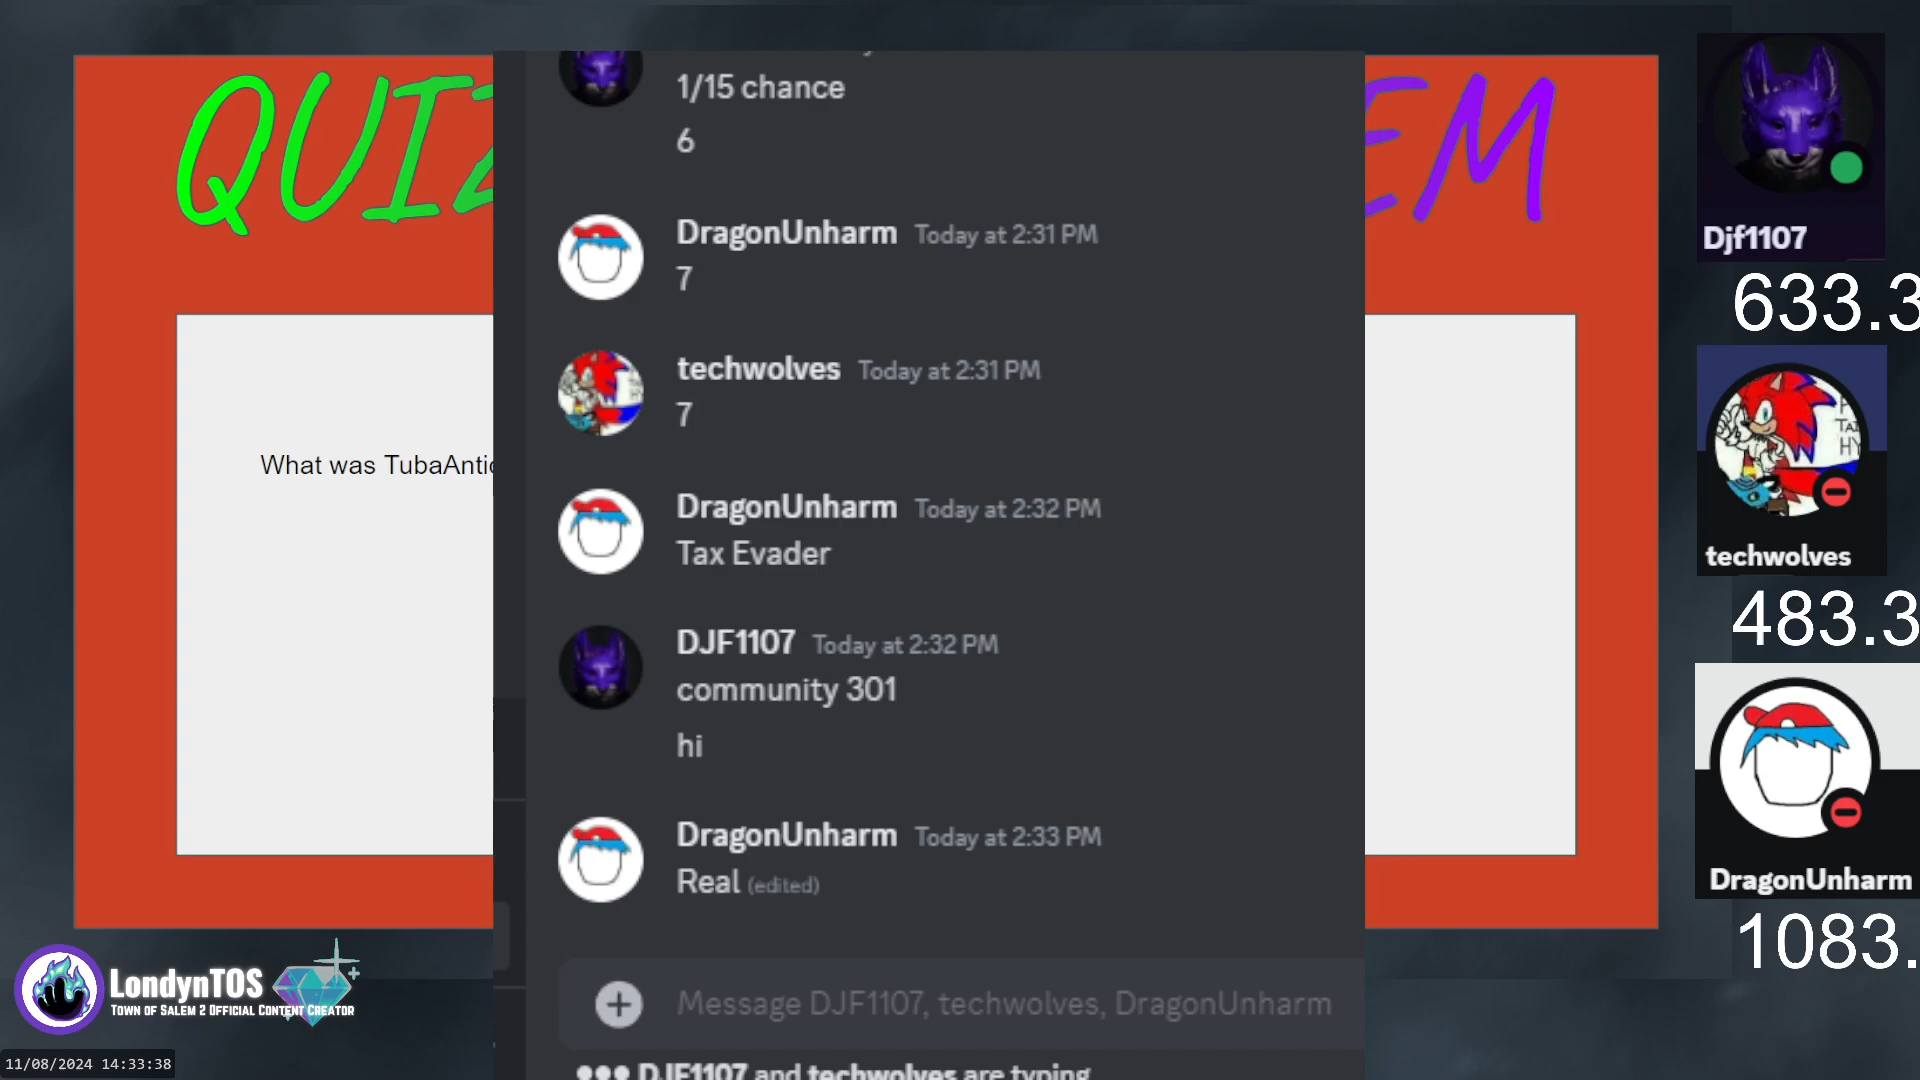 QUIZ
EM
1/15 chance
6
DragonUnharm Today at 2:31 PM
7
techwolves Today at 2:31 PM
7
What was TubaAntic
DragonUnharm Today at 2:32 PM
Tax Evader
DJF1107 Today at 2:32 PM
community 301
hi
DragonUnharm Today at 2:33 PM
Real (edited)
Message DJF1107, techwolves, DragonUnharm
DJF1107 and techwolves are typing
Djf1107
633.3
techwolves
483.3
DragonUnharm
1083.
LondynTOS
TOWN OF SALEM 2 OFFICIAL CONTENT CREATOR
11/08/2024 14:33:38